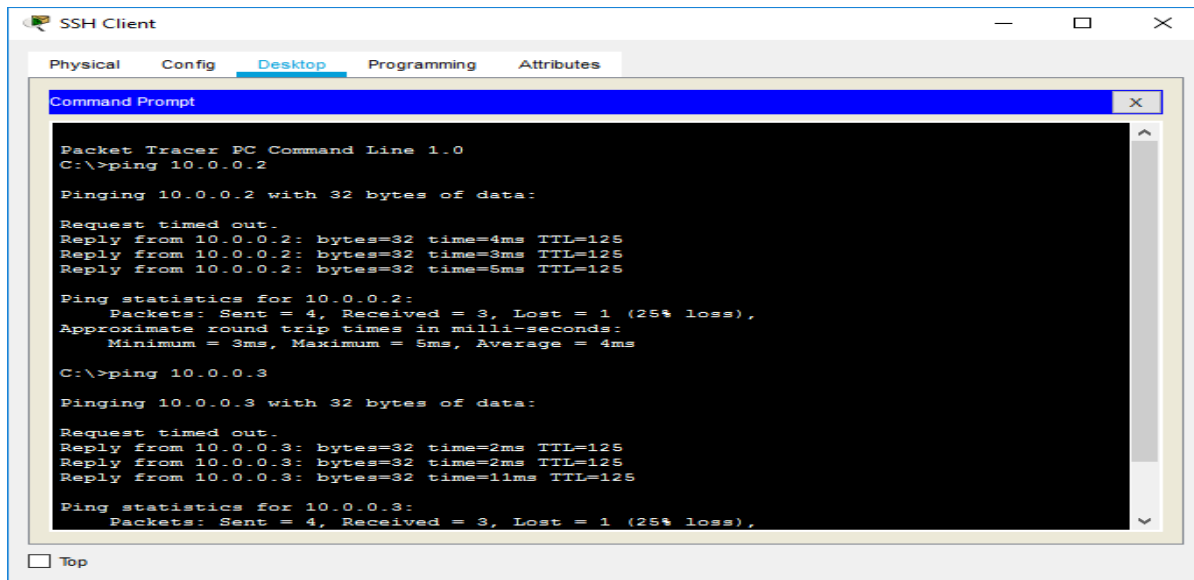 SSH Client
Physical Config Desktop Programming Attributes
Command Prompt
X
Packet Tracer PC Command Line 1.0
C:\>ping 10.0.0.2
Pinging 10.0.0.2 with 32 bytes of data:
Request timed out.
Reply from 10.0.0.2: bytes=32 time=4ms TTL=125
Reply from 10.0.0.2: bytes=32 time=3ms TTL=125
Reply from 10.0.0.2: bytes=32 time=5ms TTL=125
Ping statistics for 10.0.0.2:
Packets: Sent = 4, Received = 3, Lost = 1 (25% loss),
Approximate round trip times in milli-seconds:
Minimum = 3ms, Maximum = 5ms, Average = 4ms
C:\>ping 10.0.0.3
Pinging 10.0.0.3 with 32 bytes of data:
Request timed out.
Reply from 10.0.0.3: bytes=32 time=2ms TTL=125
Reply from 10.0.0.3: bytes=32 time=2ms TTL=125
Reply from 10.0.0.3: bytes=32 time=11ms TTL=125
Ping statistics for 10.0.0.3:
Packets: Sent = 4, Received = 3, Lost = 1 (25% loss),
Top